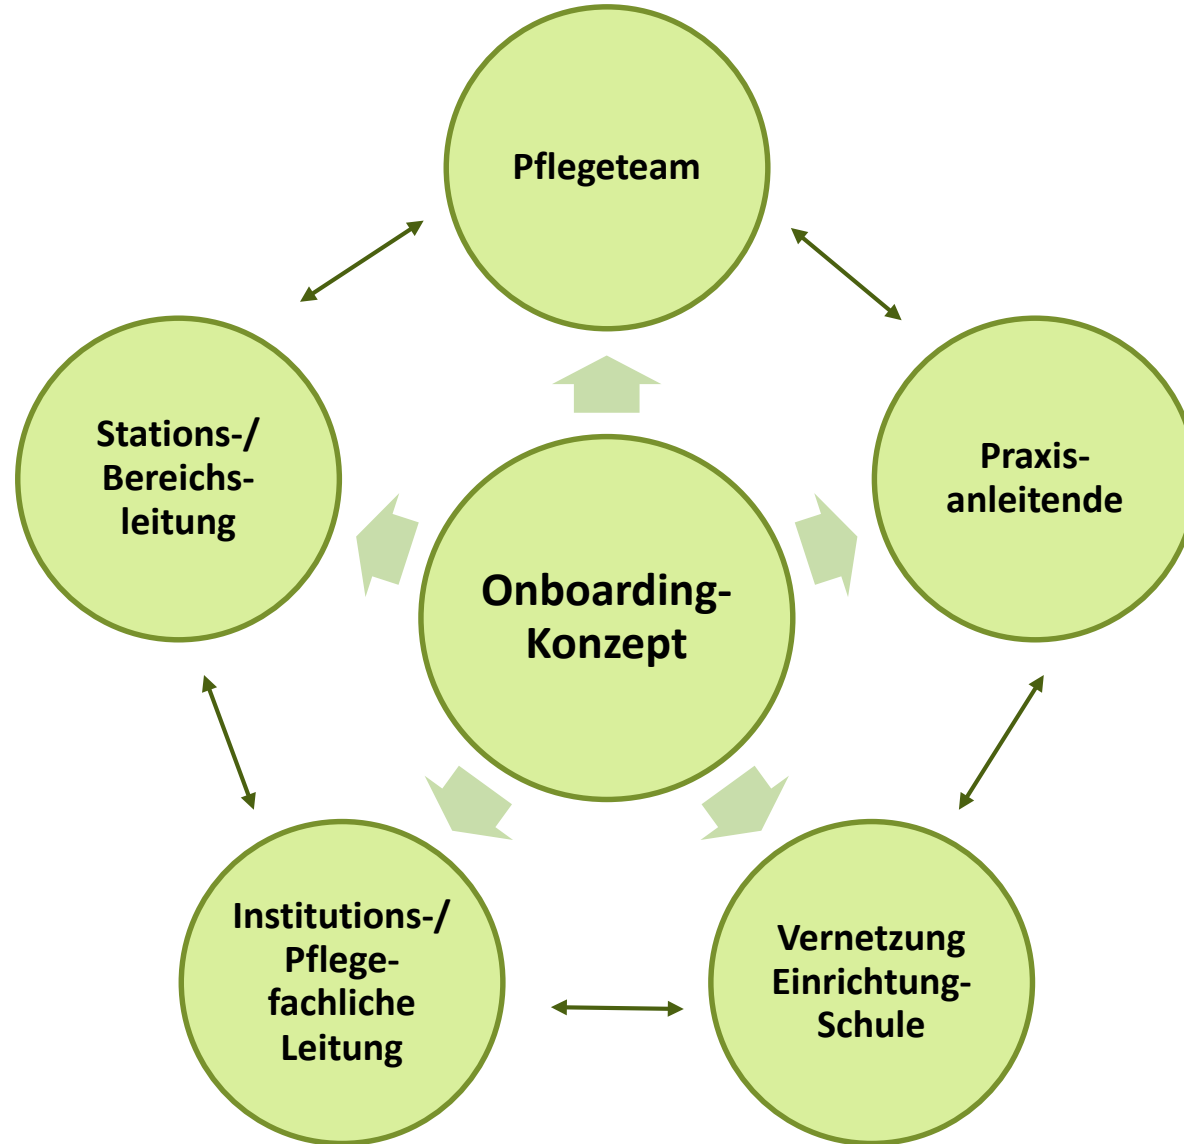 Pflegeteam
Stations-/
Bereichs-
leitung
Praxis-
anleitende
Onboarding-
Konzept
Institutions-/
Pflege-
fachliche
Leitung
Vernetzung
Einrichtung-
Schule